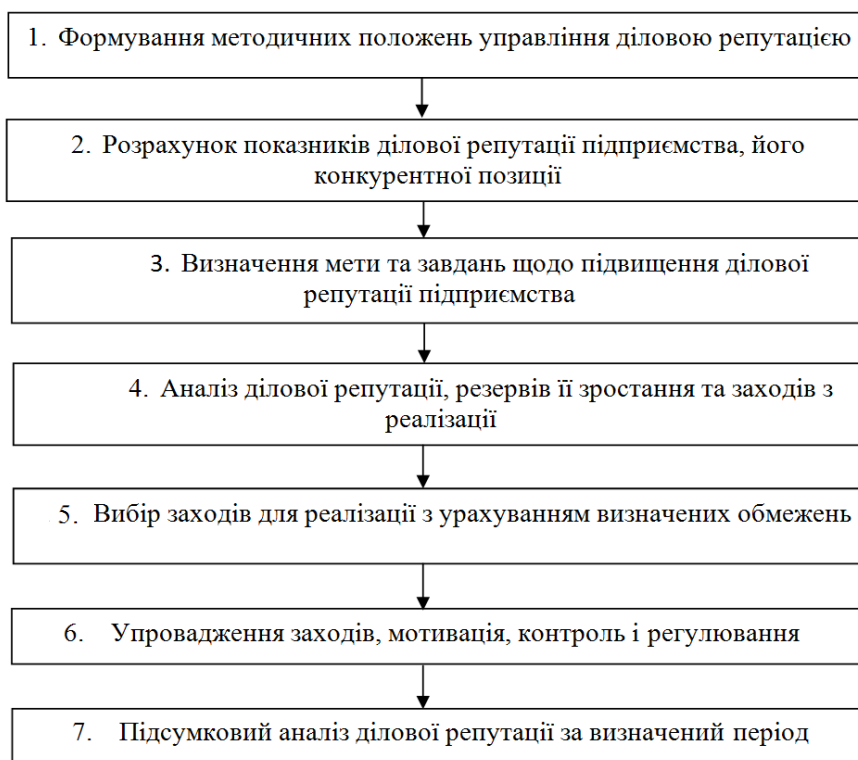 1. Формування методичних положень управління діловою репутацією
2. Розрахунок показників ділової репутації підприємства, його
конкурентної позиції
3. Визначення мети та завдань щодо підвищення ділової
репутації підприємства
4. Аналіз ділової репутації, резервів її зростання та заходів з
реалізації
5. Вибір заходів для реалізації з урахуванням визначених обмежень
6. Упровадження заходів, мотивація, контроль і регулювання
7. Підсумковий аналіз ділової репутації за визначений період